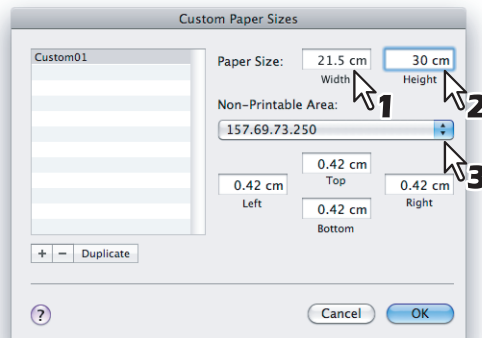 Custom Paper Sizes
Custom01
Paper Size:
21.5 cm
30 cm
Width
Height
1
2
Non-Printable Area:
157.69.73.250
3
0.42 cm
Top
0.42 cm
0.42 cm
Left
Right
0.42 cm
Bottom
+ − Duplicate
?
Cancel
OK